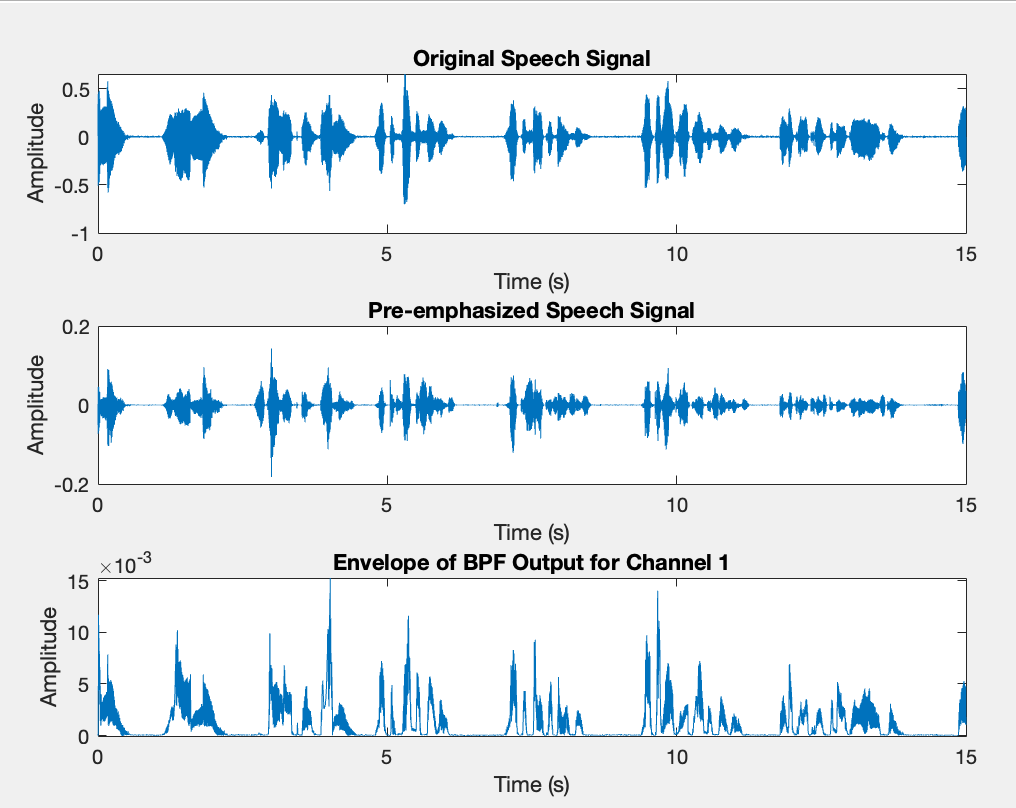 Original Speech Signal
Amplitude
0.5
0
-0.5
-1
0 5 10 15
Time (s)
Pre-emphasized Speech Signal
Amplitude
0.2
0
-0.2
0 5 10 15
Time (s)
×10-3
Envelope of BPF Output for Channel 1
Amplitude
15
10
5
0
0 5 10 15
Time (s)